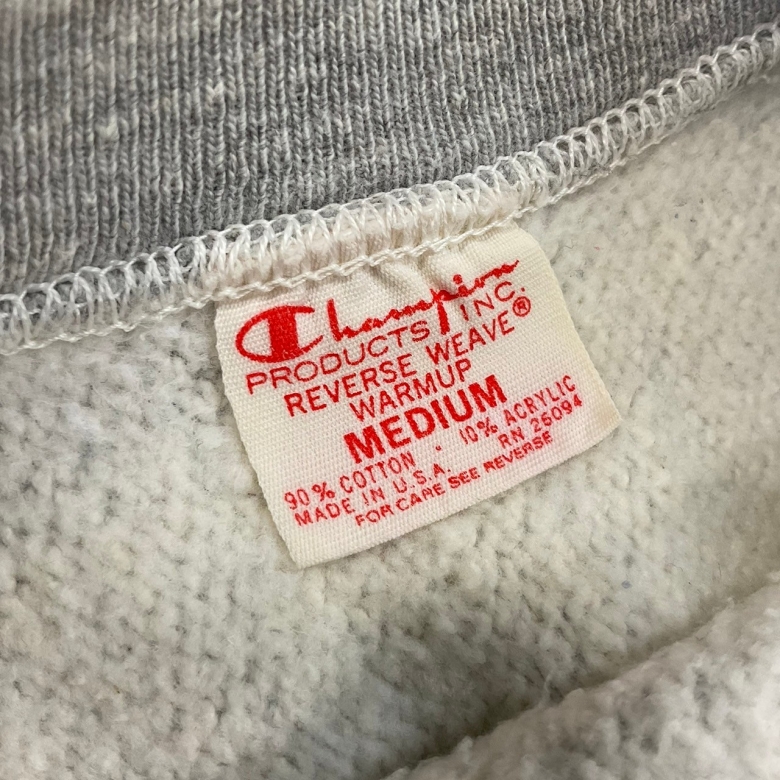 Champion
PRODUCTS INC.
REVERSE WEAVE®
WARMUP
MEDIUM
90% COTTON - 10% ACRYLIC
MADE IN U.S.A. RN 26094
FOR CARE SEE REVERSE